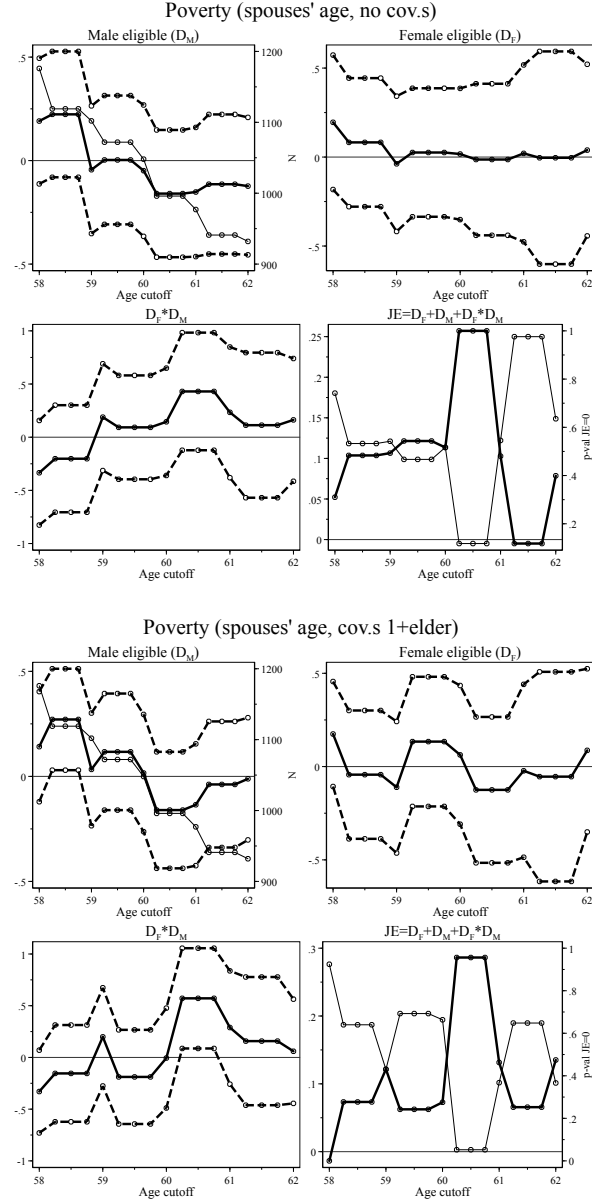 Poverty (spouses' age, no cov.s)
Male eligible (D_M)
Female eligible (D_F)
.5
0
-.5
1200
1100
1000
900
N
58 59 60 61 62
Age cutoff
.5
0
-.5
58 59 60 61 62
Age cutoff
D_F*D_M
JE=D_F+D_M+D_F*D_M
1
.5
0
-.5
-1
58 59 60 61 62
Age cutoff
.25
.2
.15
.1
.05
0
1
.8
.6
.4
.2
p-val JE=0
58 59 60 61 62
Age cutoff
Poverty (spouses' age, cov.s 1+elder)
Male eligible (D_M)
Female eligible (D_F)
.5
0
-.5
1200
1100
1000
900
N
58 59 60 61 62
Age cutoff
.5
0
-.5
58 59 60 61 62
Age cutoff
D_F*D_M
JE=D_F+D_M+D_F*D_M
1
.5
0
-.5
-1
58 59 60 61 62
Age cutoff
.3
.2
.1
0
1
.8
.6
.4
.2
0
p-val JE=0
58 59 60 61 62
Age cutoff